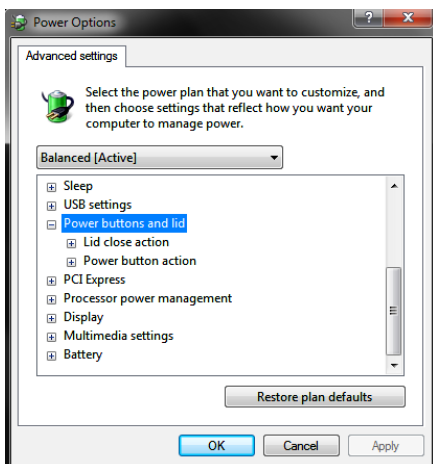 Power Options
Advanced settings
Select the power plan that you want to customize, and
then choose settings that reflect how you want your
computer to manage power.
Balanced [Active]
Sleep
USB settings
Power buttons and lid
Lid close action
Power button action
PCI Express
Processor power management
Display
Multimedia settings
Battery
Restore plan defaults
OK Cancel Apply